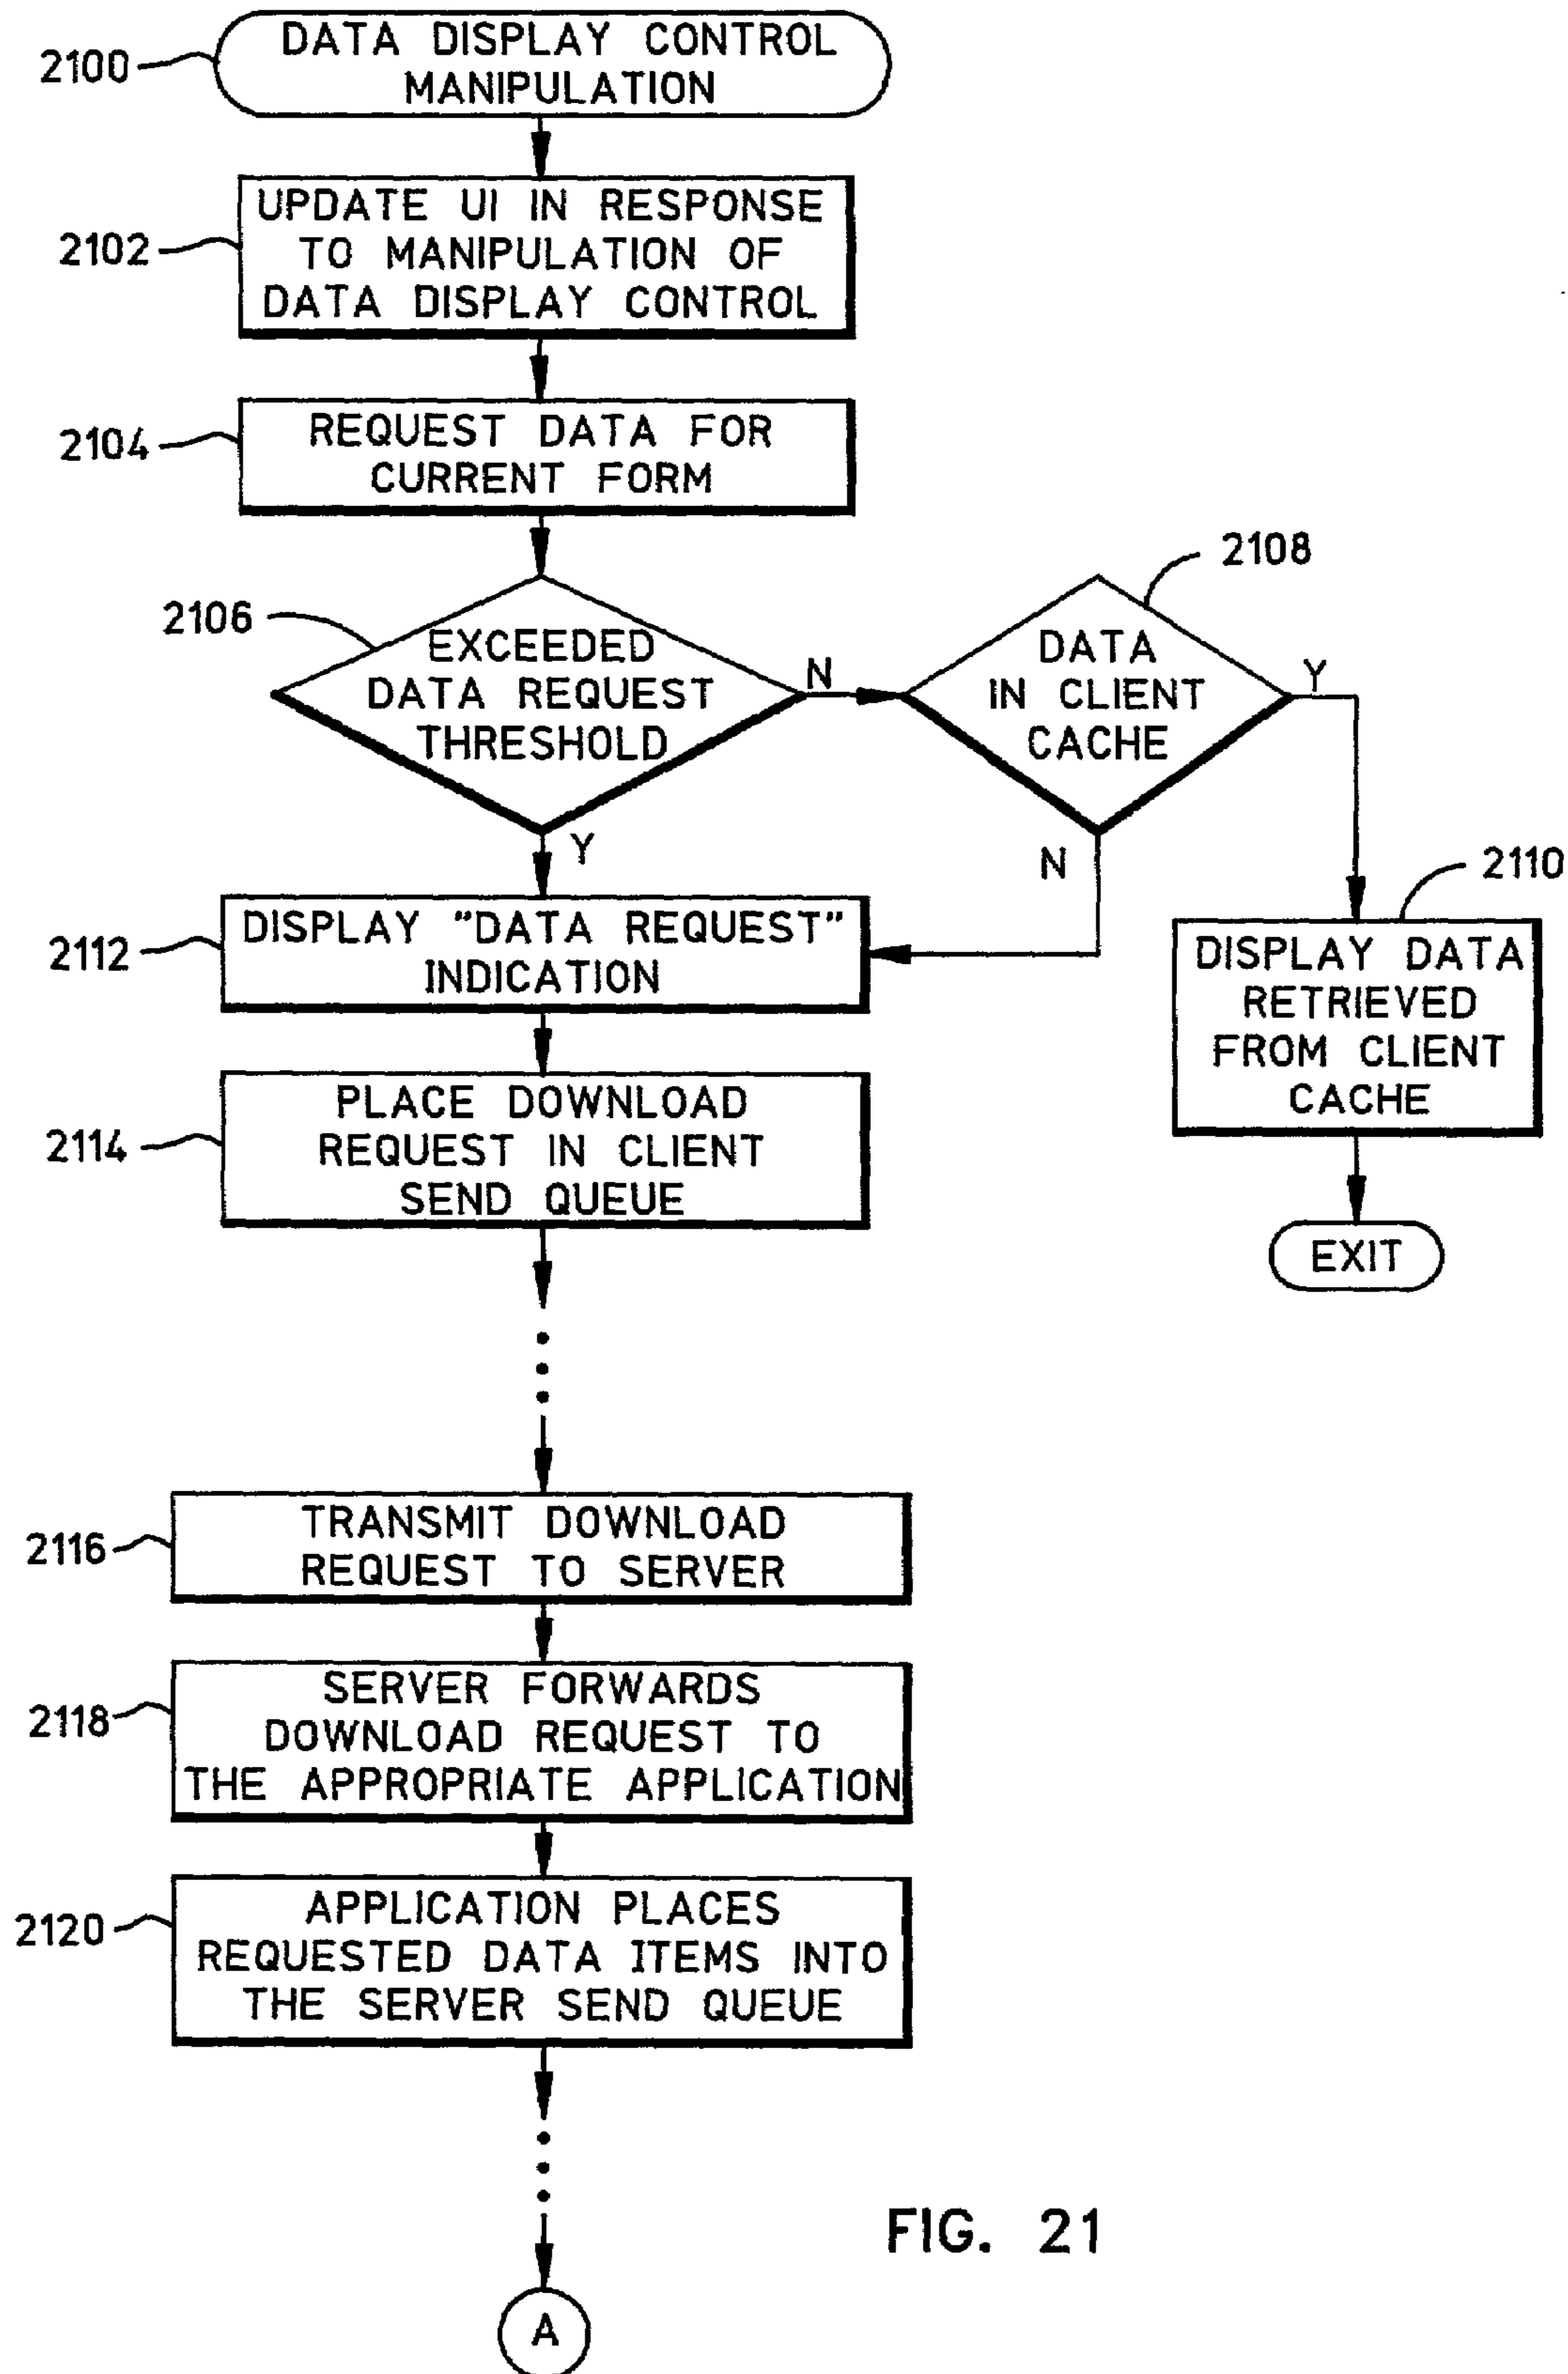 2100
DATA DISPLAY CONTROL
MANIPULATION
2102
UPDATE UI IN RESPONSE
TO MANIPULATION OF
DATA DISPLAY CONTROL
2104
REQUEST DATA FOR
CURRENT FORM
2106
EXCEEDED
DATA REQUEST
THRESHOLD
N
Y
2108
DATA
IN CLIENT
CACHE
Y
N
2110
DISPLAY DATA
RETRIEVED
FROM CLIENT
CACHE
EXIT
2112
DISPLAY "DATA REQUEST"
INDICATION
2114
PLACE DOWNLOAD
REQUEST IN CLIENT
SEND QUEUE
2116
TRANSMIT DOWNLOAD
REQUEST TO SERVER
2118
SERVER FORWARDS
DOWNLOAD REQUEST TO
THE APPROPRIATE APPLICATION
2120
APPLICATION PLACES
REQUESTED DATA ITEMS INTO
THE SERVER SEND QUEUE
A
FIG. 21